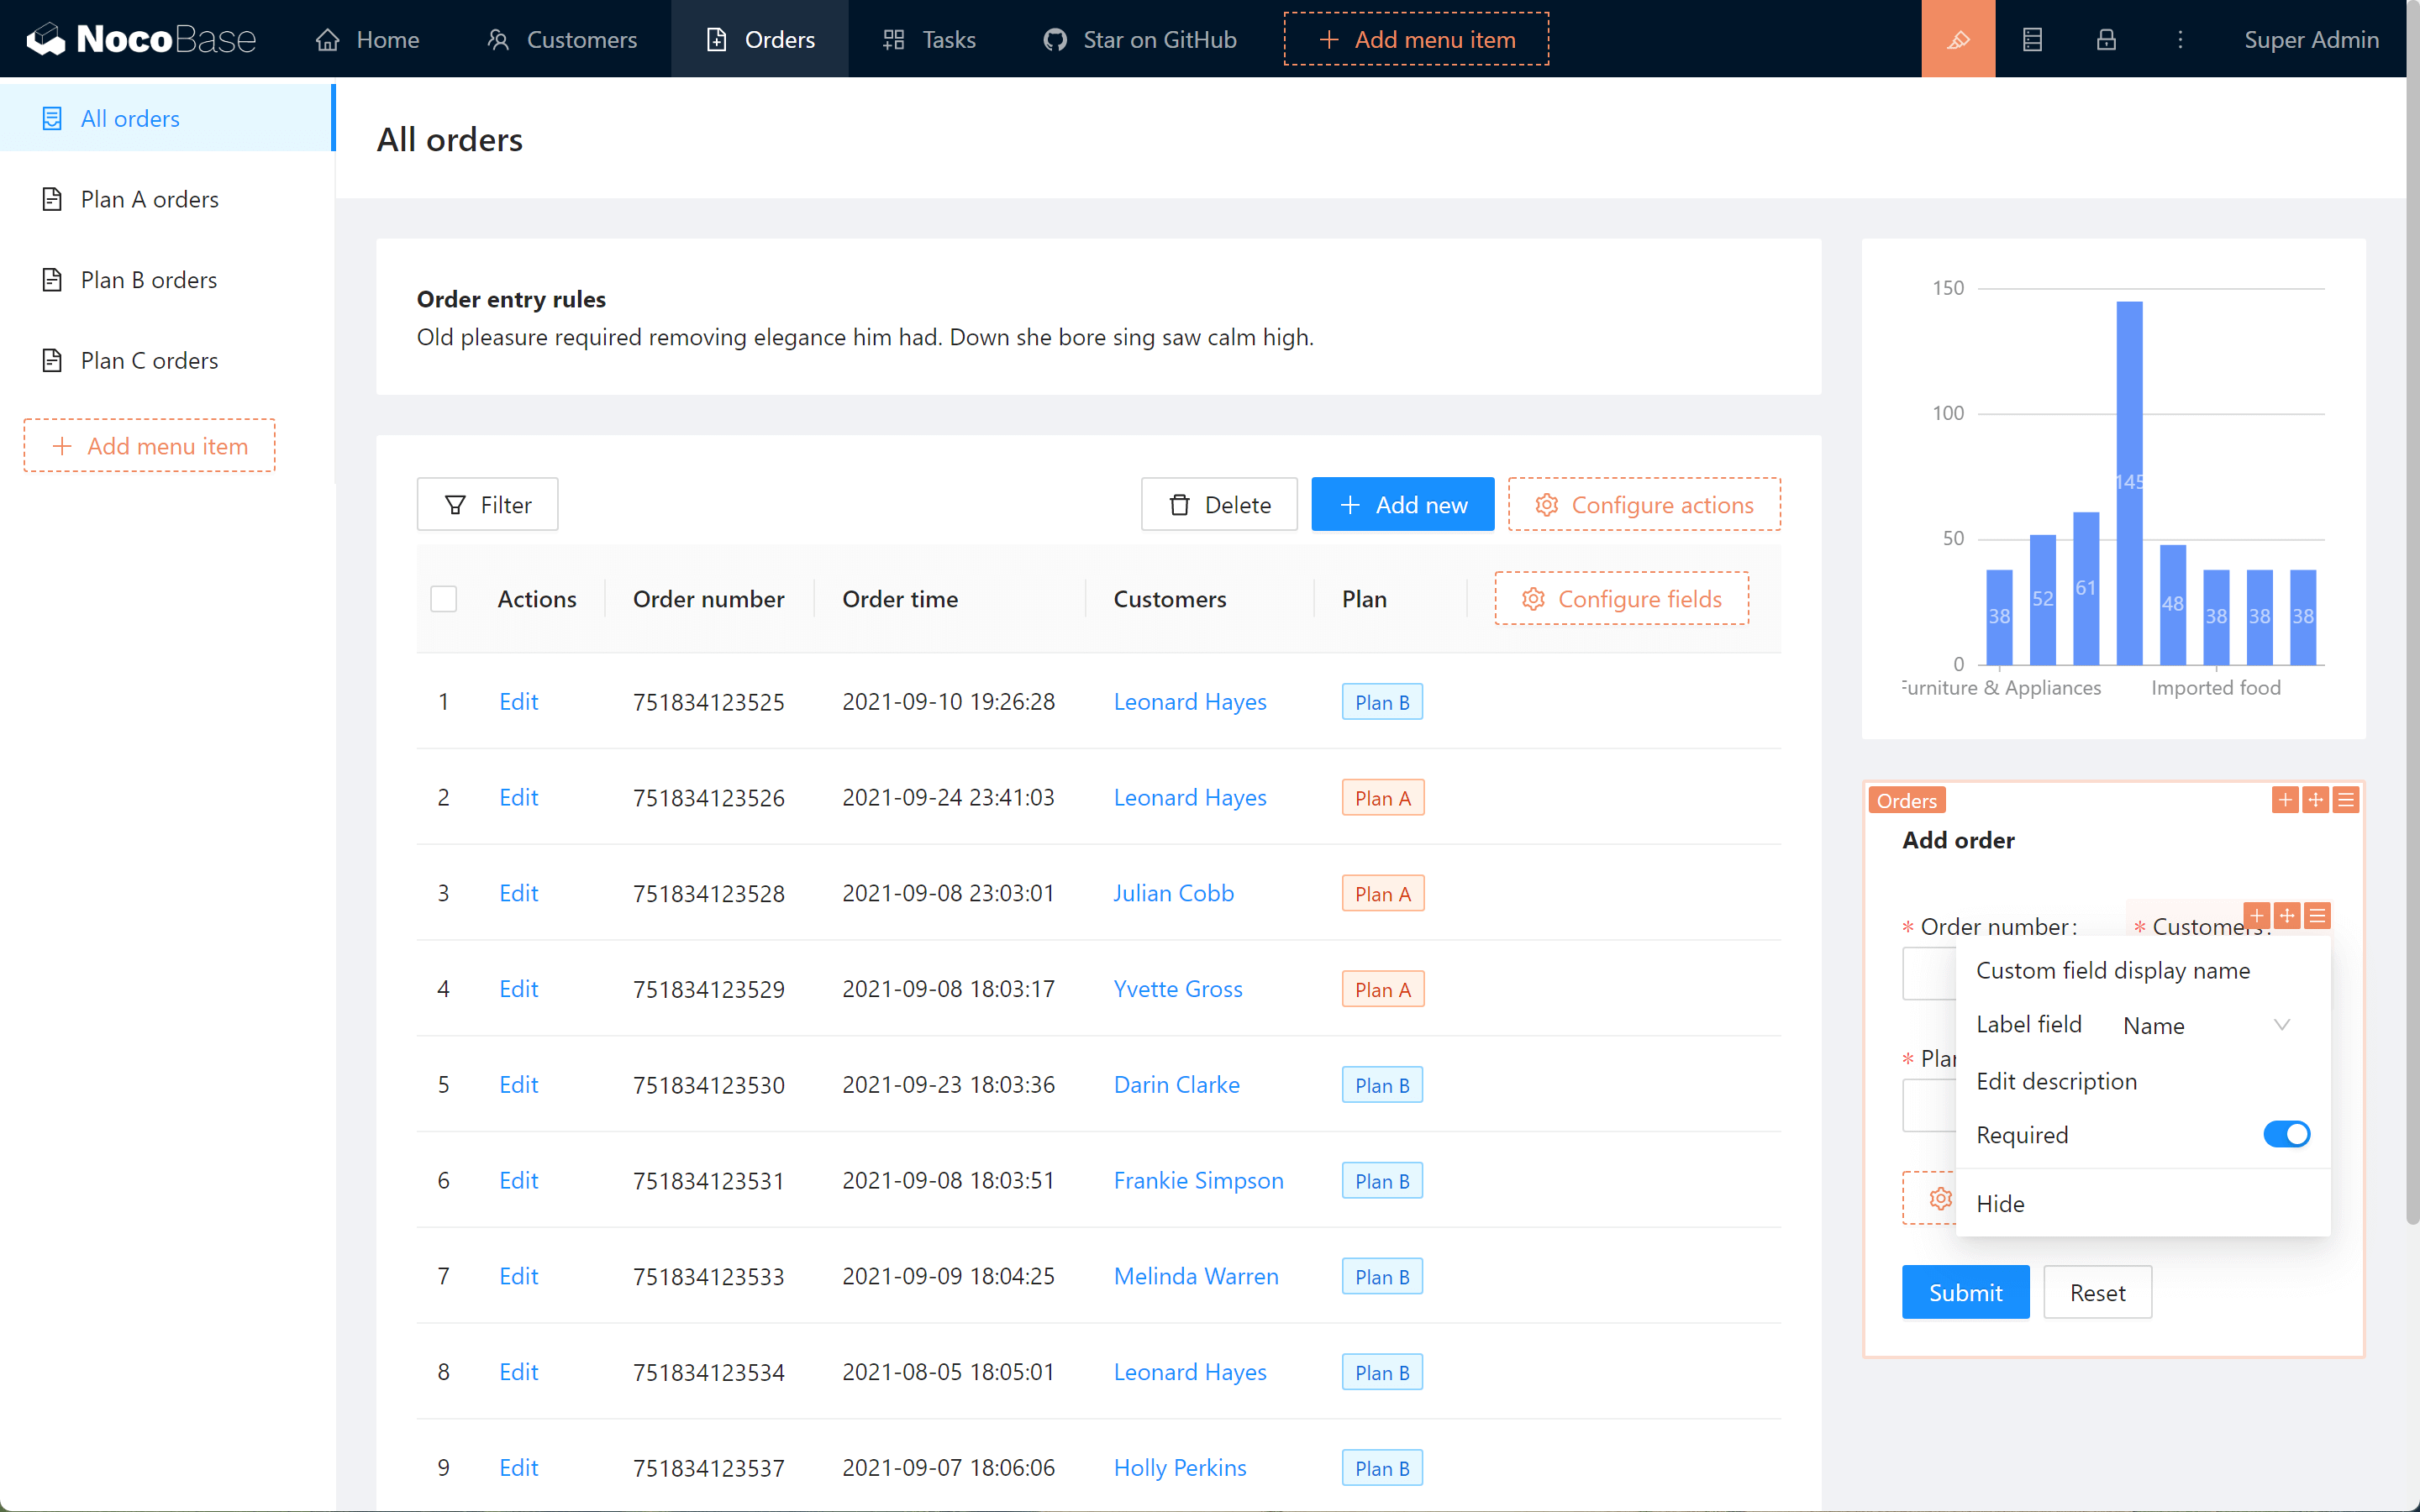 NocoBase Home Customers Orders Tasks Star on GitHub Add menu item Super Admin
All orders
Plan A orders
Plan B orders
Plan C orders
Add menu item
All orders
Order entry rules
Old pleasure required removing elegance him had. Down she bore sing saw calm high.
Filter Delete Add new Configure actions
Actions Order number Order time Customers Plan Configure fields
1 Edit 751834123525 2021-09-10 19:26:28 Leonard Hayes Plan B
2 Edit 751834123526 2021-09-24 23:41:03 Leonard Hayes Plan A
3 Edit 751834123528 2021-09-08 23:03:01 Julian Cobb Plan A
4 Edit 751834123529 2021-09-08 18:03:17 Yvette Gross Plan A
5 Edit 751834123530 2021-09-23 18:03:36 Darin Clarke Plan B
6 Edit 751834123531 2021-09-08 18:03:51 Frankie Simpson Plan B
7 Edit 751834123533 2021-09-09 18:04:25 Melinda Warren Plan B
8 Edit 751834123534 2021-08-05 18:05:01 Leonard Hayes Plan B
9 Edit 751834123537 2021-09-07 18:06:06 Holly Perkins Plan B
150
100
50
0
38 52 61 145 48 38 38 38
Furniture & Appliances Imported food
Orders
Add order
* Order number: * Customers:
Custom field display name
Label field Name
* Plan
Edit description
Required
Hide
Submit Reset